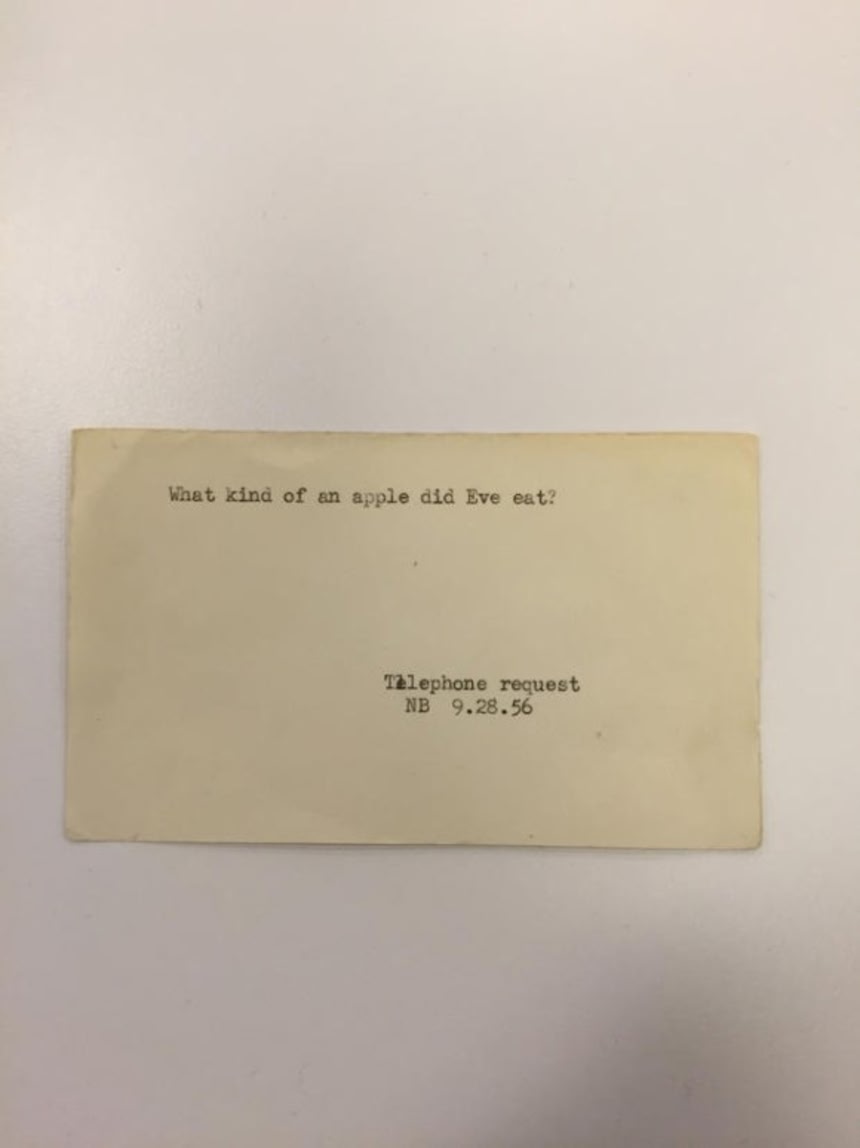 What kind of an apple did Eve eat?
Telephone request
NB 9.28.56